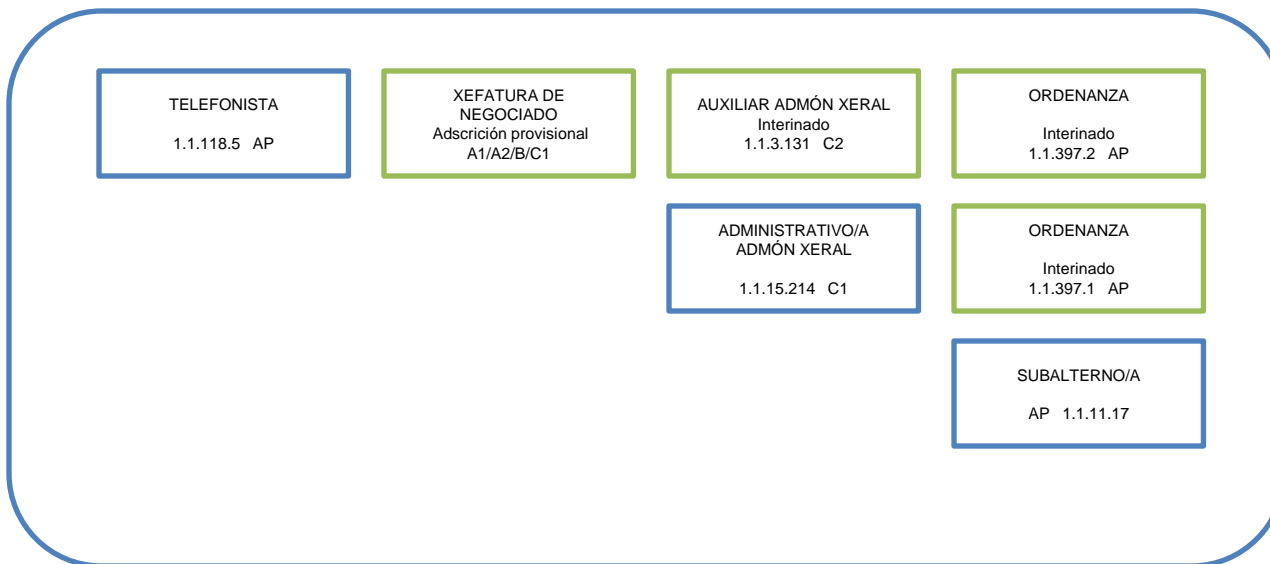 TELEFONISTA
1.1.118.5 AP
XEFATURA DE
NEGOCIADO
Adscrición provisional
A1/A2/B/C1
AUXILIAR ADMÓN XERAL
Interinado
1.1.3.131 C2
ORDENANZA
Interinado
1.1.397.2 AP
ADMINISTRATIVO/A
ADMÓN XERAL
1.1.15.214 C1
ORDENANZA
Interinado
1.1.397.1 AP
SUBALTERNO/A
AP 1.1.11.17